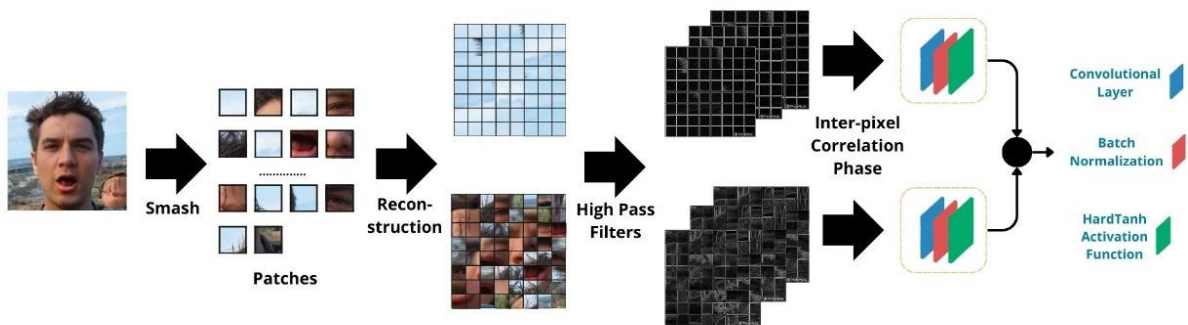 Smash
..............
Patches
Recon-
struction
High Pass
Filters
Inter-pixel
Correlation
Phase
Convolutional
Layer
Batch
Normalization
HardTanh
Activation
Function